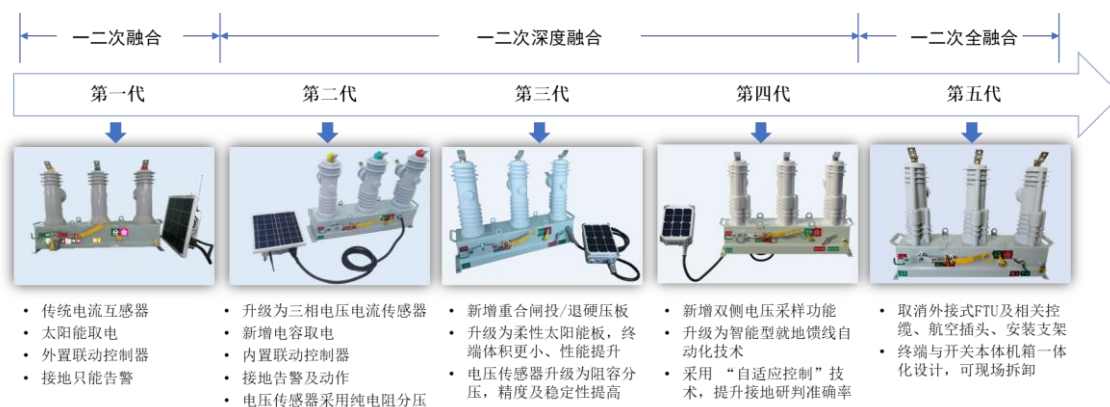 一二次融合
一二次深度融合
一二次全融合
第一代
第二代
第三代
第四代
第五代
• 传统电流互感器
• 太阳能取电
• 外置联动控制器
• 接地只能告警
• 升级为三相电压电流传感器
• 新增电容取电
• 内置联动控制器
• 接地告警及动作
• 电压传感器采用纯电阻分压
• 新增重合闸投/退硬压板
• 升级为柔性太阳能板，终
端体积更小、性能提升
• 电压传感器升级为阻容分
压，精度及稳定性提高
• 新增双侧电压采样功能
• 升级为智能型就地馈线自
动化技术
• 采用 “自适应控制”技
术，提升接地研判准确率
• 取消外接式FTU及相关控
缆、航空插头、安装支架
• 终端与开关本体机箱一体
化设计，可现场拆卸